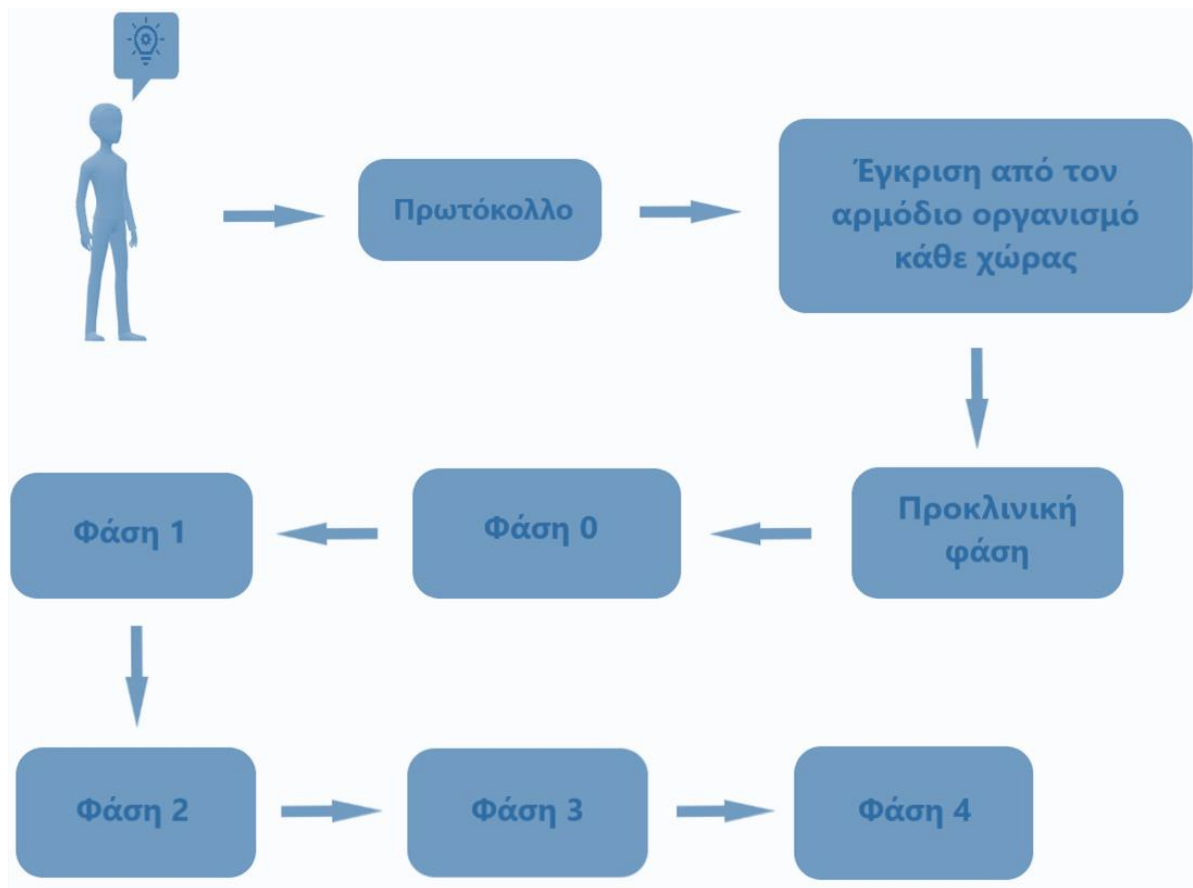 Πρωτόκολλο
Έγκριση από τον
αρμόδιο οργανισμό
κάθε χώρας
Προκλινική
φάση
Φάση 0
Φάση 1
Φάση 2
Φάση 3
Φάση 4